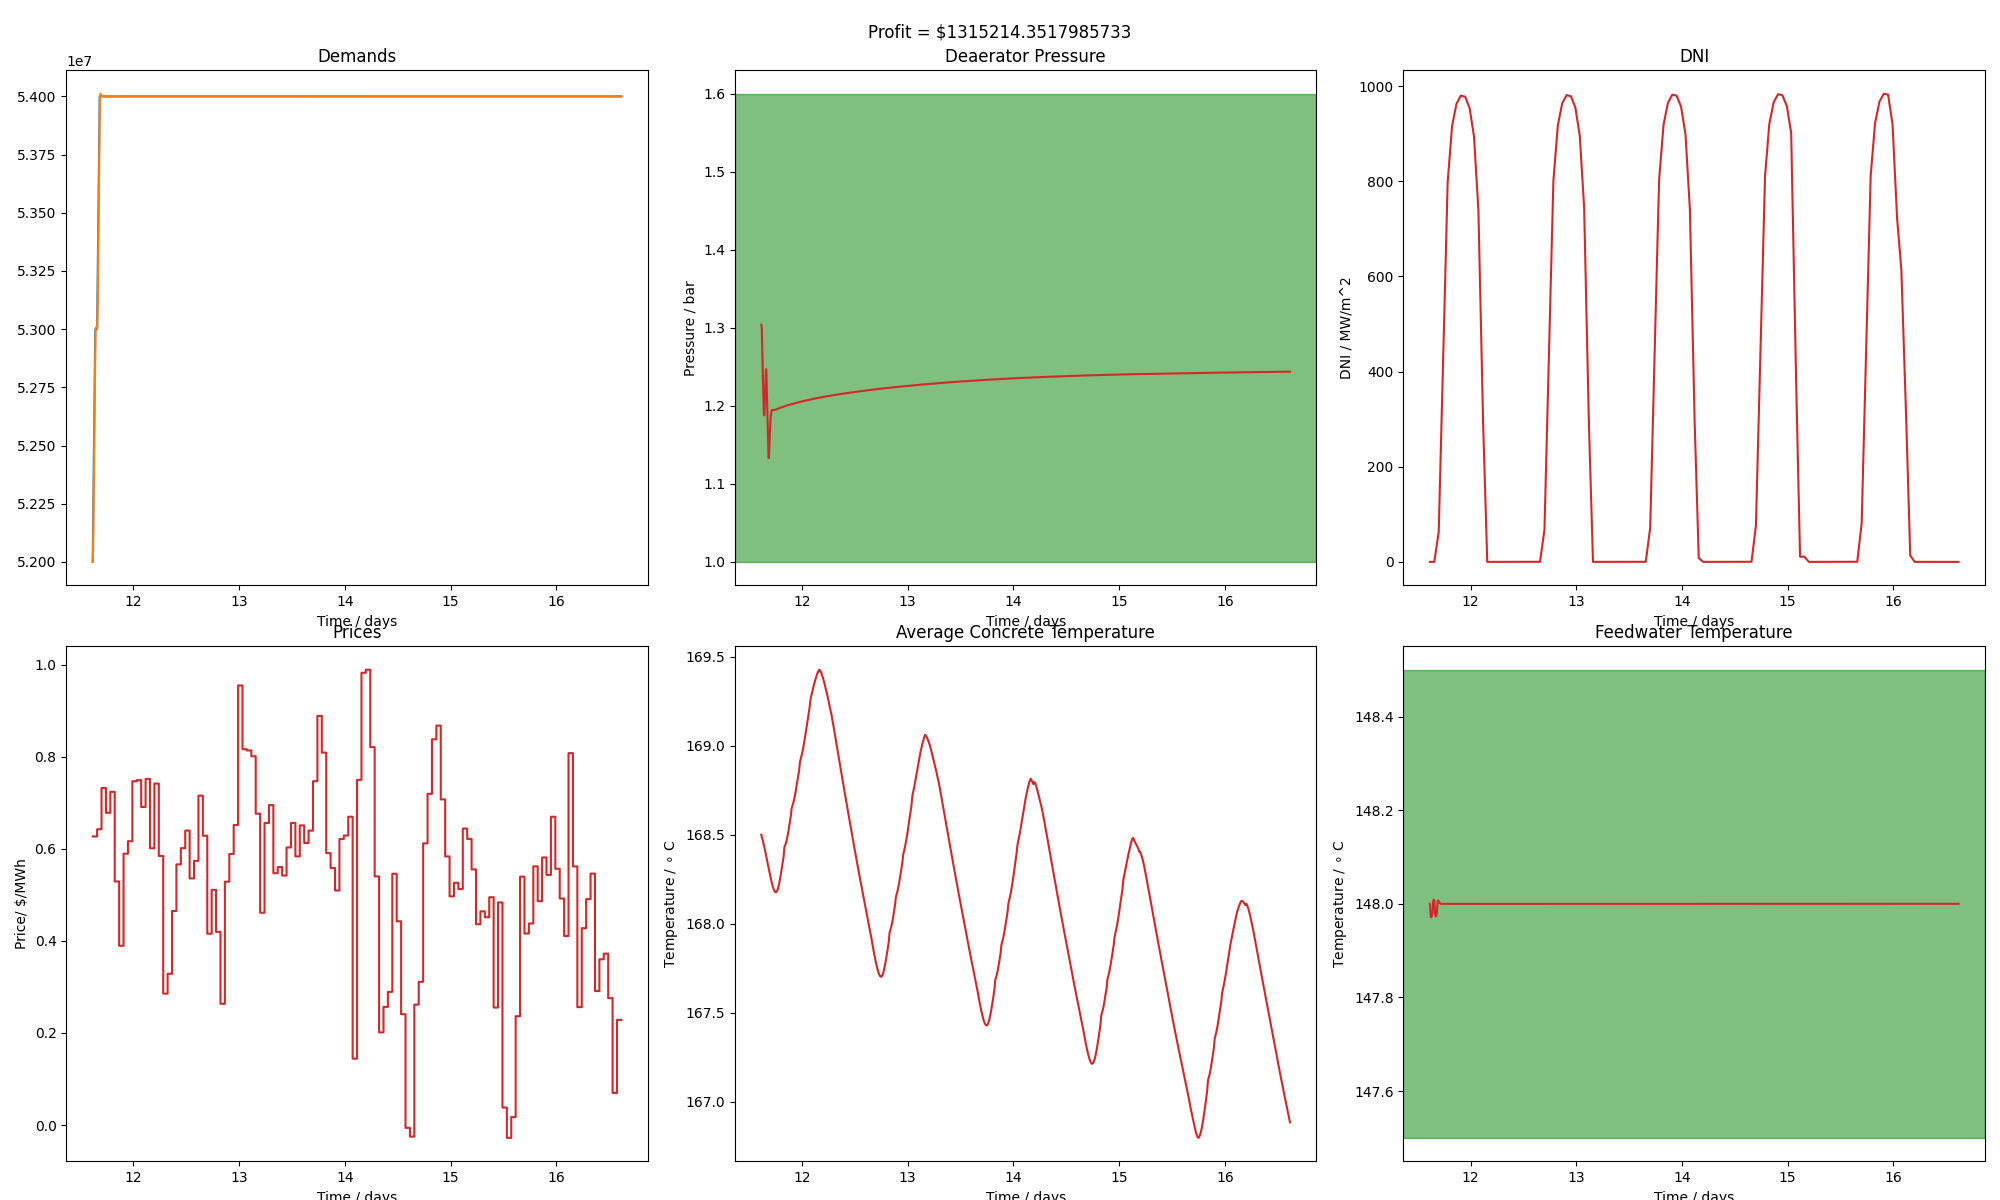 Profit = $1315214.3517985733
Demands
1e7
5.400
5.375
5.350
5.325
5.300
5.275
5.250
5.225
5.200
12 13 14 15 16
Time / days
Deaerator Pressure
Pressure / bar
1.6
1.5
1.4
1.3
1.2
1.1
1.0
12 13 14 15 16
Time / days
DNI
DNI / MW/m^2
1000
800
600
400
200
0
12 13 14 15 16
Time / days
Prices
Price/ $/MWh
1.0
0.8
0.6
0.4
0.2
0.0
12 13 14 15 16
Time / days
Average Concrete Temperature
Temperature / ∘ C
169.5
169.0
168.5
168.0
167.5
167.0
12 13 14 15 16
Time / days
Feedwater Temperature
Temperature / ∘ C
148.4
148.2
148.0
147.8
147.6
12 13 14 15 16
Time / days